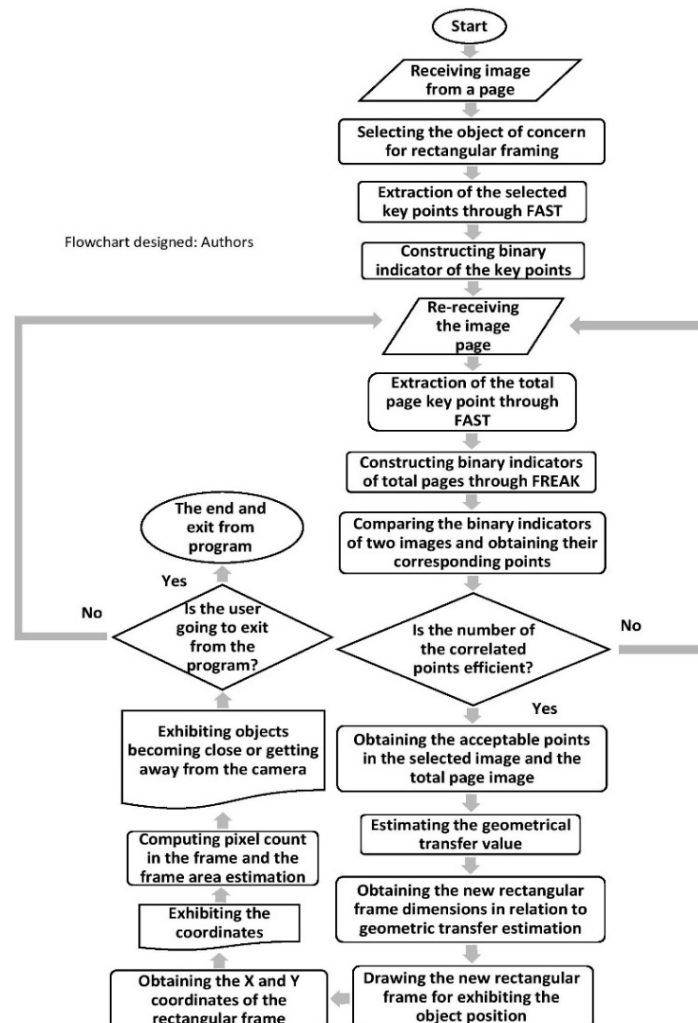 Start
Receiving image
from a page
Selecting the object of concern
for rectangular framing
Extraction of the selected
key points through FAST
Flowchart designed: Authors
Constructing binary
indicator of the key points
Re-receiving
the image
page
Extraction of the total
page key point through
FAST
Constructing binary indicators
of total pages through FREAK
Comparing the binary indicators
of two images and obtaining their
corresponding points
Is the number of
the correlated
points efficient?
No
Yes
Obtaining the acceptable points
in the selected image and the
total page image
Estimating the geometrical
transfer value
Obtaining the new rectangular
frame dimensions in relation to
geometric transfer estimation
Drawing the new rectangular
frame for exhibiting the
object position
Obtaining the X and Y
coordinates of the
rectangular frame
Exhibiting the
coordinates
Computing pixel count
in the frame and the
frame area estimation
Exhibiting objects
becoming close or getting
away from the camera
Is the user
going to exit
from the
program?
No
Yes
The end and
exit from
program